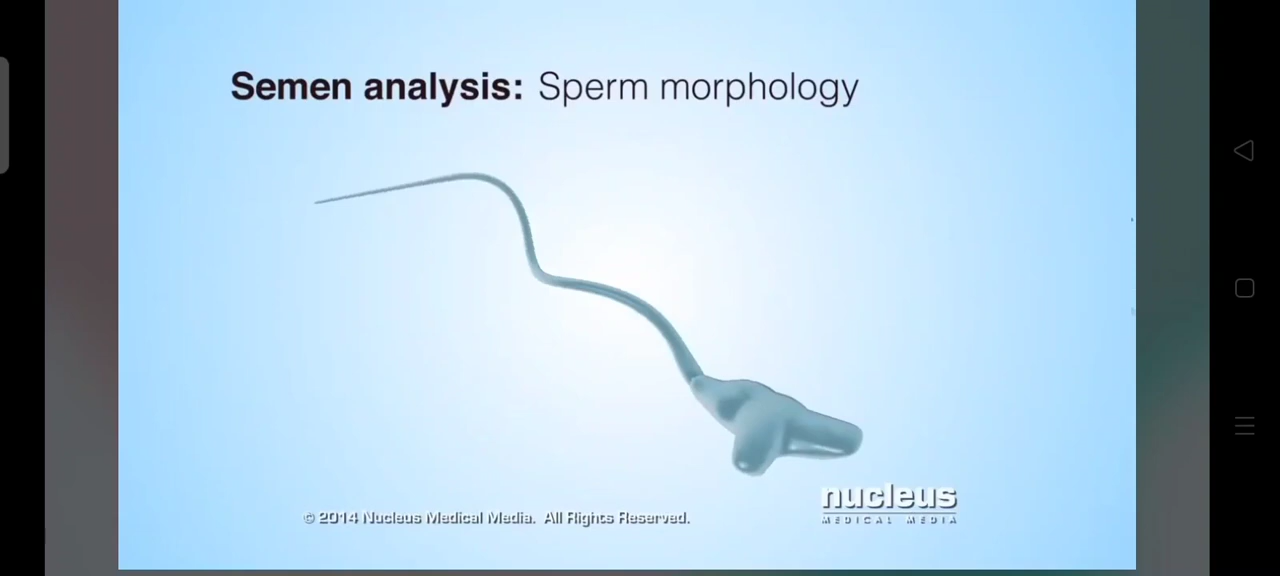 Semen analysis: Sperm morphology
© 2014 Nucleus Medical Media. All Rights Reserved.
nucleus
MEDICAL MEDIA